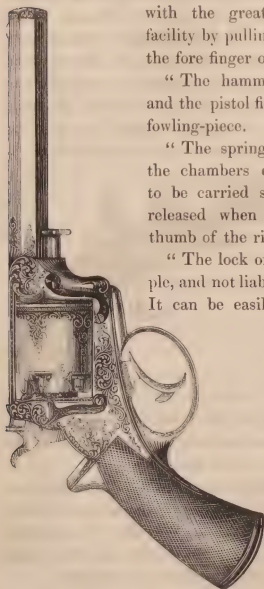 with the great
facility by pulling
the fore finger o
“ The hamm
and the pistol fi
fowling-piece.
“ The spring
the chambers o
to be carried s
released when
thumb of the ri
“ The lock o
ple, and not liab
It can be easil